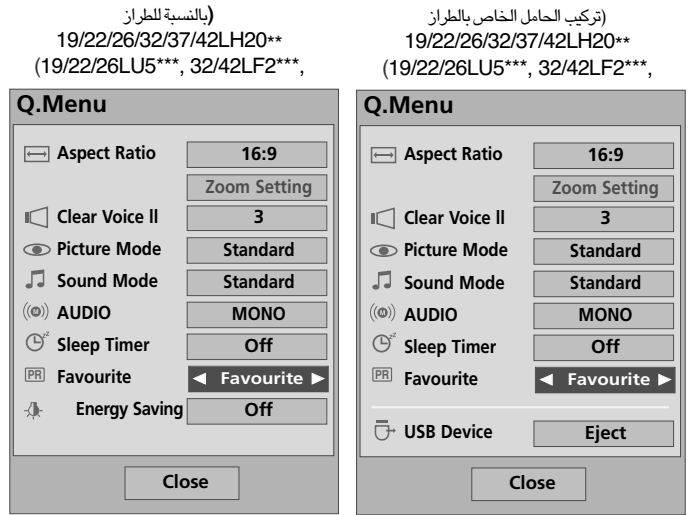 (بالنسبة للطراز
19/22/26/32/37/42LH20**
(19/22/26LU5***, 32/42LF2***,
Q.Menu
Aspect Ratio 16:9
Zoom Setting
Clear Voice II 3
Picture Mode Standard
Sound Mode Standard
AUDIO MONO
Sleep Timer Off
PR Favourite ◄ Favourite ►
Energy Saving Off
Close
(تركيب الحامل الخاص بالطراز
19/22/26/32/37/42LH20**
(19/22/26LU5***, 32/42LF2***,
Q.Menu
Aspect Ratio 16:9
Zoom Setting
Clear Voice II 3
Picture Mode Standard
Sound Mode Standard
AUDIO MONO
Sleep Timer Off
PR Favourite ◄ Favourite ►
USB Device Eject
Close